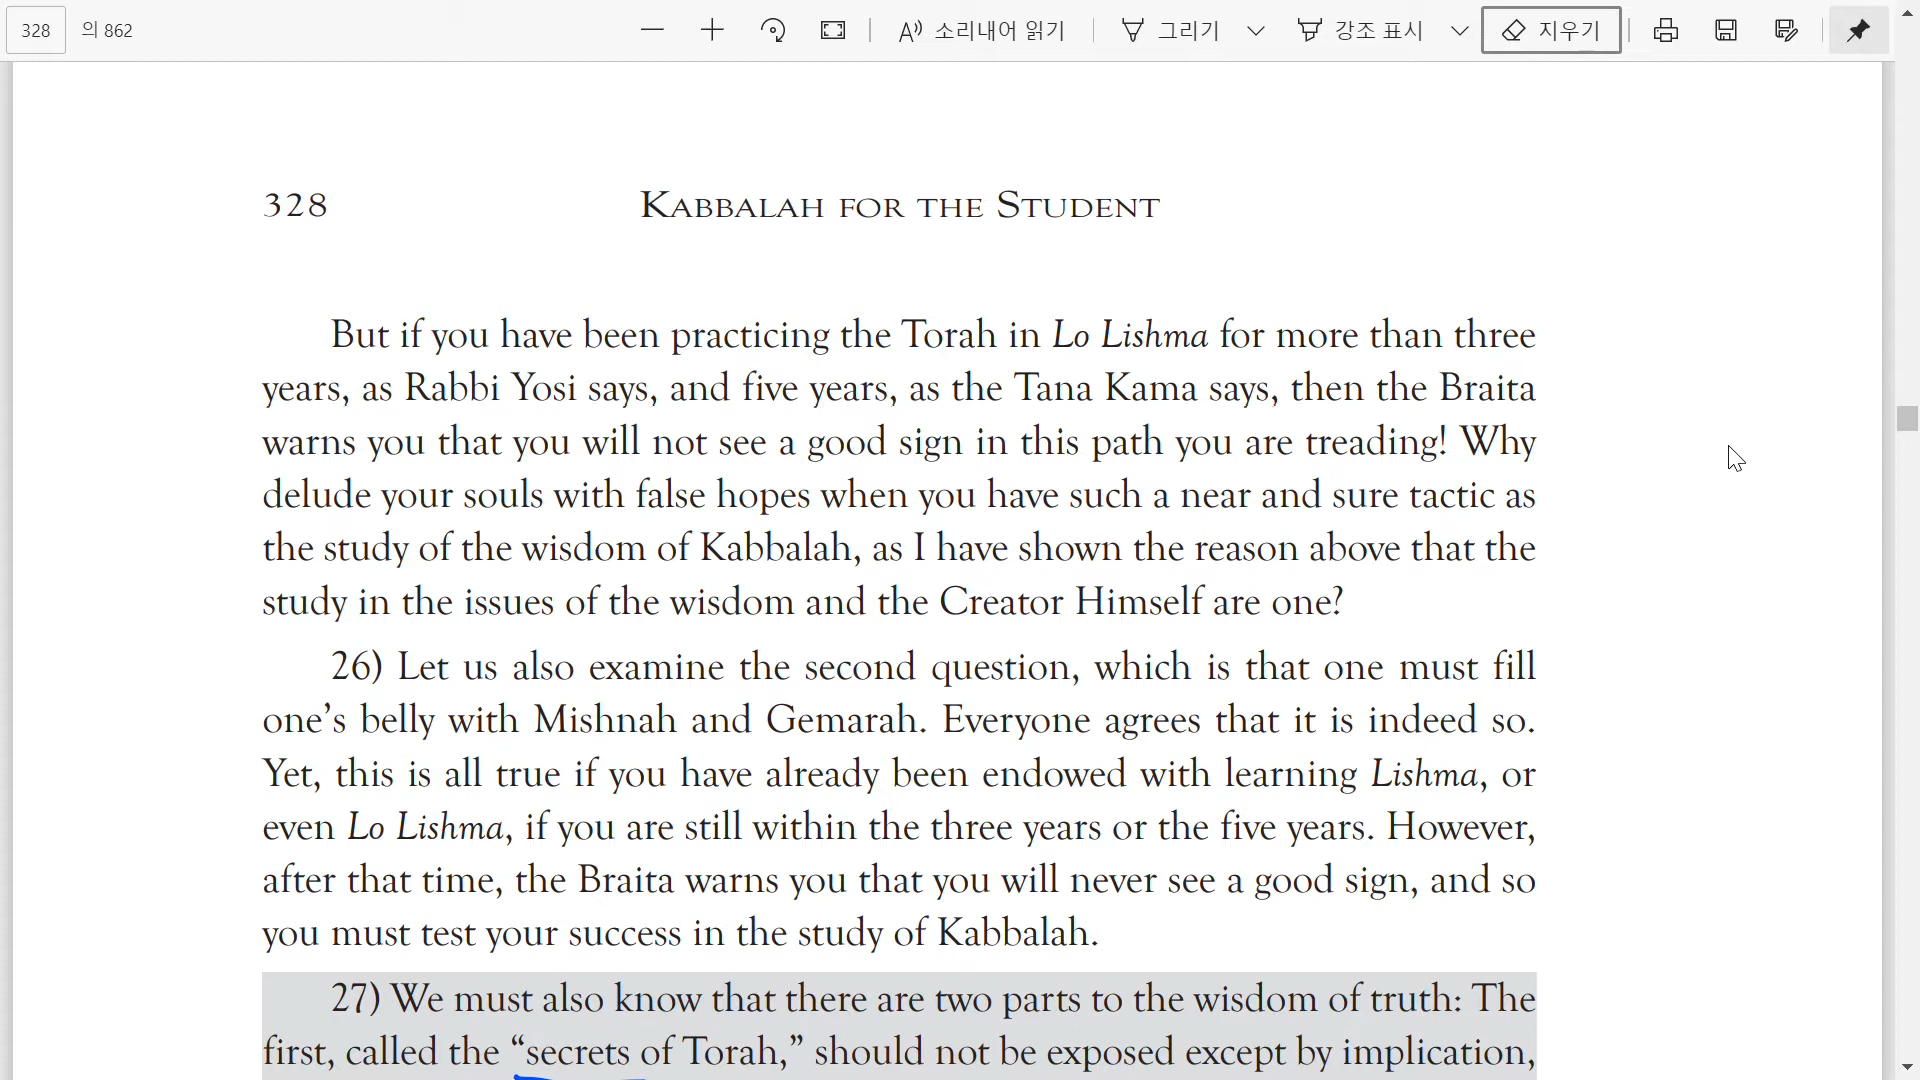 328 의 862 소리내어 읽기 그리기 강조 표시 지우기
328 KABBALAH FOR THE STUDENT
But if you have been practicing the Torah in Lo Lishma for more than three
years, as Rabbi Yosi says, and five years, as the Tana Kama says, then the Braita
warns you that you will not see a good sign in this path you are treading! Why
delude your souls with false hopes when you have such a near and sure tactic as
the study of the wisdom of Kabbalah, as I have shown the reason above that the
study in the issues of the wisdom and the Creator Himself are one?
26) Let us also examine the second question, which is that one must fill
one's belly with Mishnah and Gemarah. Everyone agrees that it is indeed so.
Yet, this is all true if you have already been endowed with learning Lishma, or
even Lo Lishma, if you are still within the three years or the five years. However,
after that time, the Braita warns you that you will never see a good sign, and so
you must test your success in the study of Kabbalah.
27) We must also know that there are two parts to the wisdom of truth: The
first, called the “secrets of Torah,” should not be exposed except by implication,